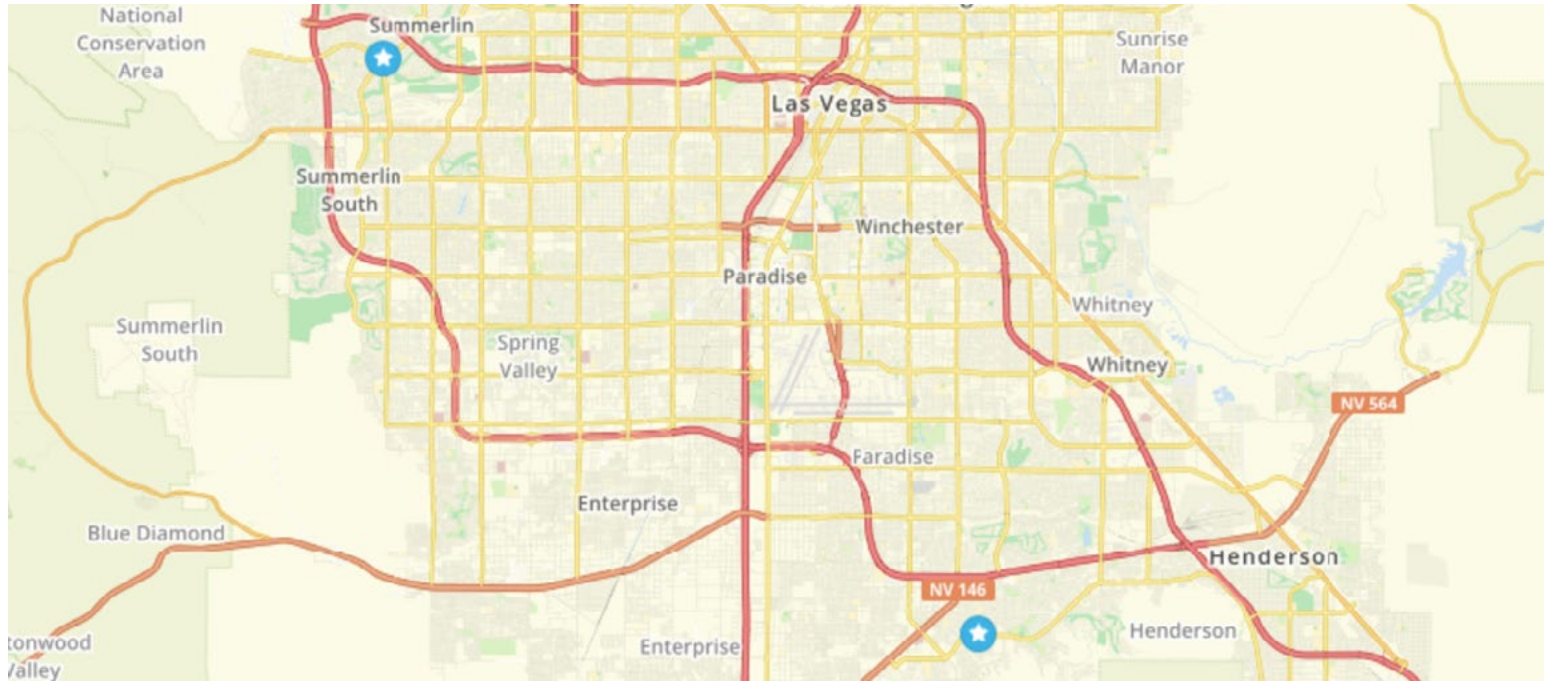 Summerlin
National
Conservation
Area
Sunrise
Manor
Las Vegas
Summerlin
South
Winchester
Paradise
Whitney
Summerlin
South
Spring
Valley
Whitney
NV 564
Faradise
Enterprise
Blue Diamond
Henderson
NV 146
Henderson
Enterprise
tonwood
Valley